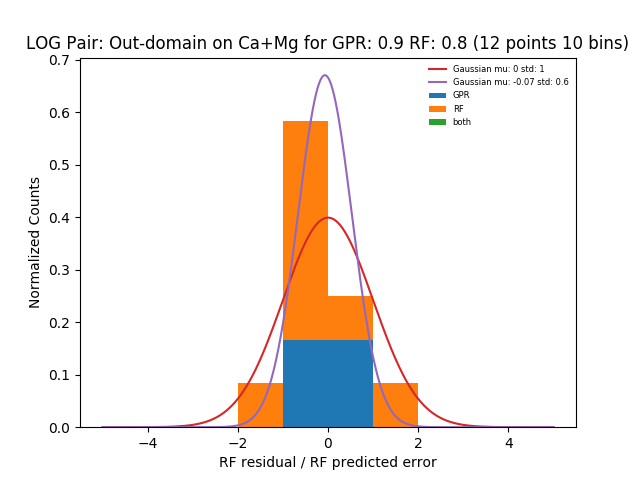 LOG Pair: Out-domain on Ca+Mg for GPR: 0.9 RF: 0.8 (12 points 10 bins)
Gaussian mu: 0 std: 1
Gaussian mu: -0.07 std: 0.6
GPR
RF
both
0.7
0.6
0.5
0.4
0.3
0.2
0.1
0.0
Normalized Counts
−4
−2
0
2
4
RF residual / RF predicted error